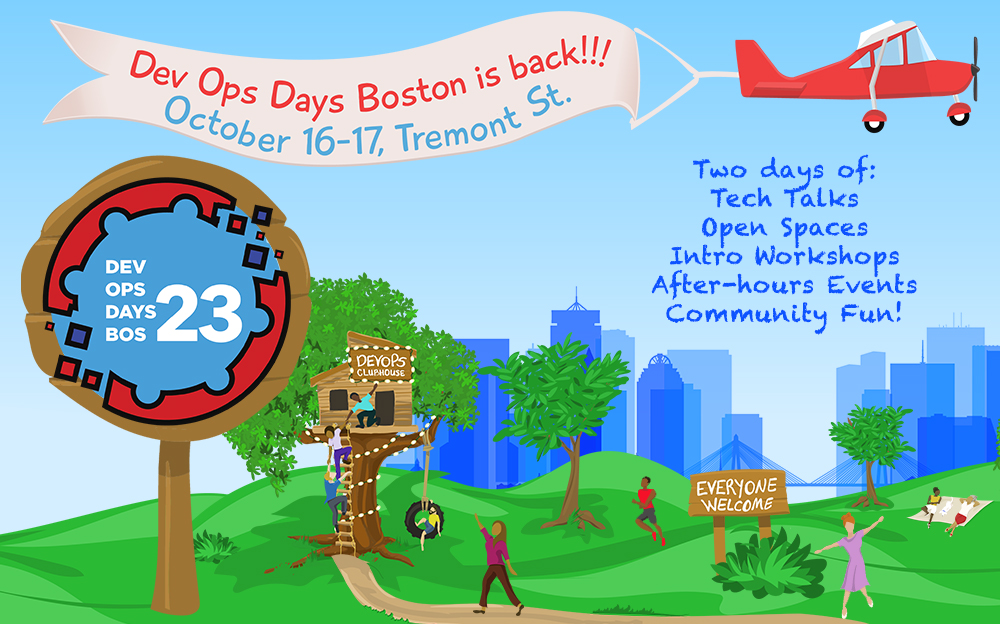 Dev Ops Days Boston is back!!!
October 16-17, Tremont St.
Two days of:
Tech Talks
Open Spaces
Intro Workshops
After-hours Events
Community Fun!
DEV
OPS
DAYS
BOS
23
DEVOPS
CLUPHOUSE
EVERYONE
WELCOME